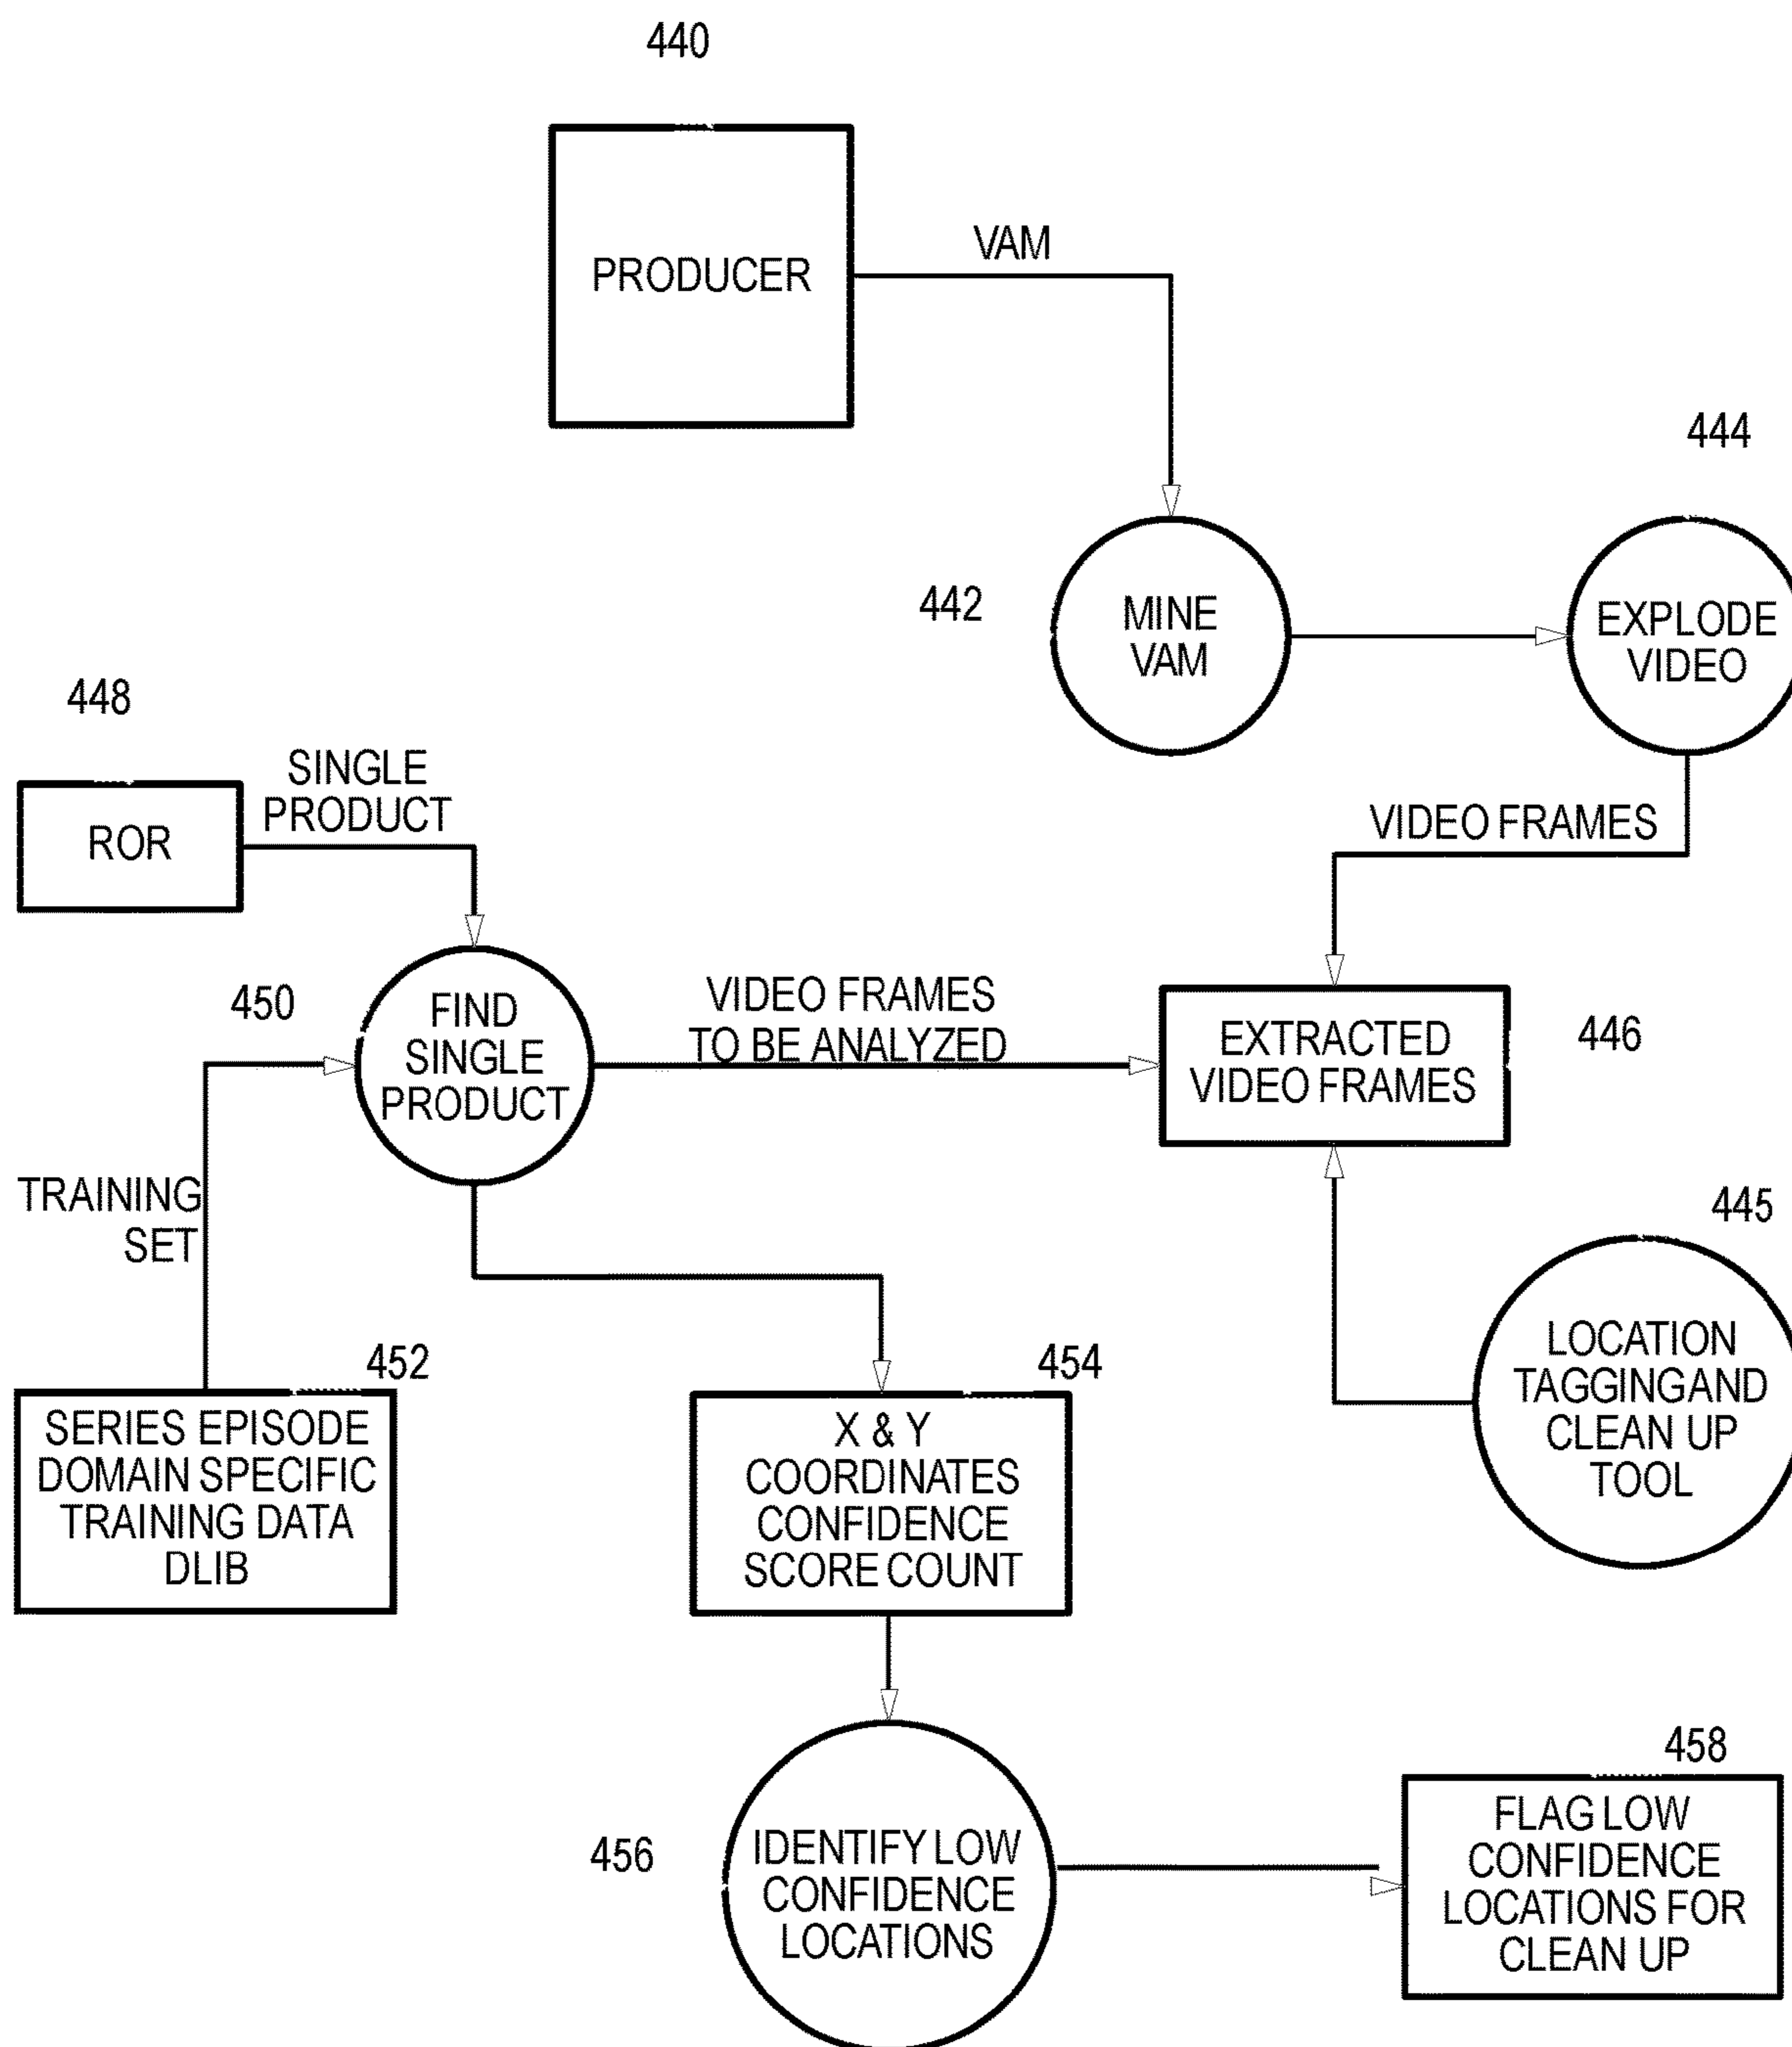 440
PRODUCER
VAM
444
442
MINE
VAM
EXPLODE
VIDEO
448
SINGLE
PRODUCT
ROR
VIDEO FRAMES
450
FIND
SINGLE
PRODUCT
VIDEO FRAMES
TO BE ANALYZED
EXTRACTED
VIDEO FRAMES
446
TRAINING
SET
445
LOCATION
TAGGINGAND
CLEAN UP
TOOL
452
SERIES EPISODE
DOMAIN SPECIFIC
TRAINING DATA
DLIB
454
X & Y
COORDINATES
CONFIDENCE
SCORE COUNT
456
IDENTIFY LOW
CONFIDENCE
LOCATIONS
458
FLAG LOW
CONFIDENCE
LOCATIONS FOR
CLEAN UP